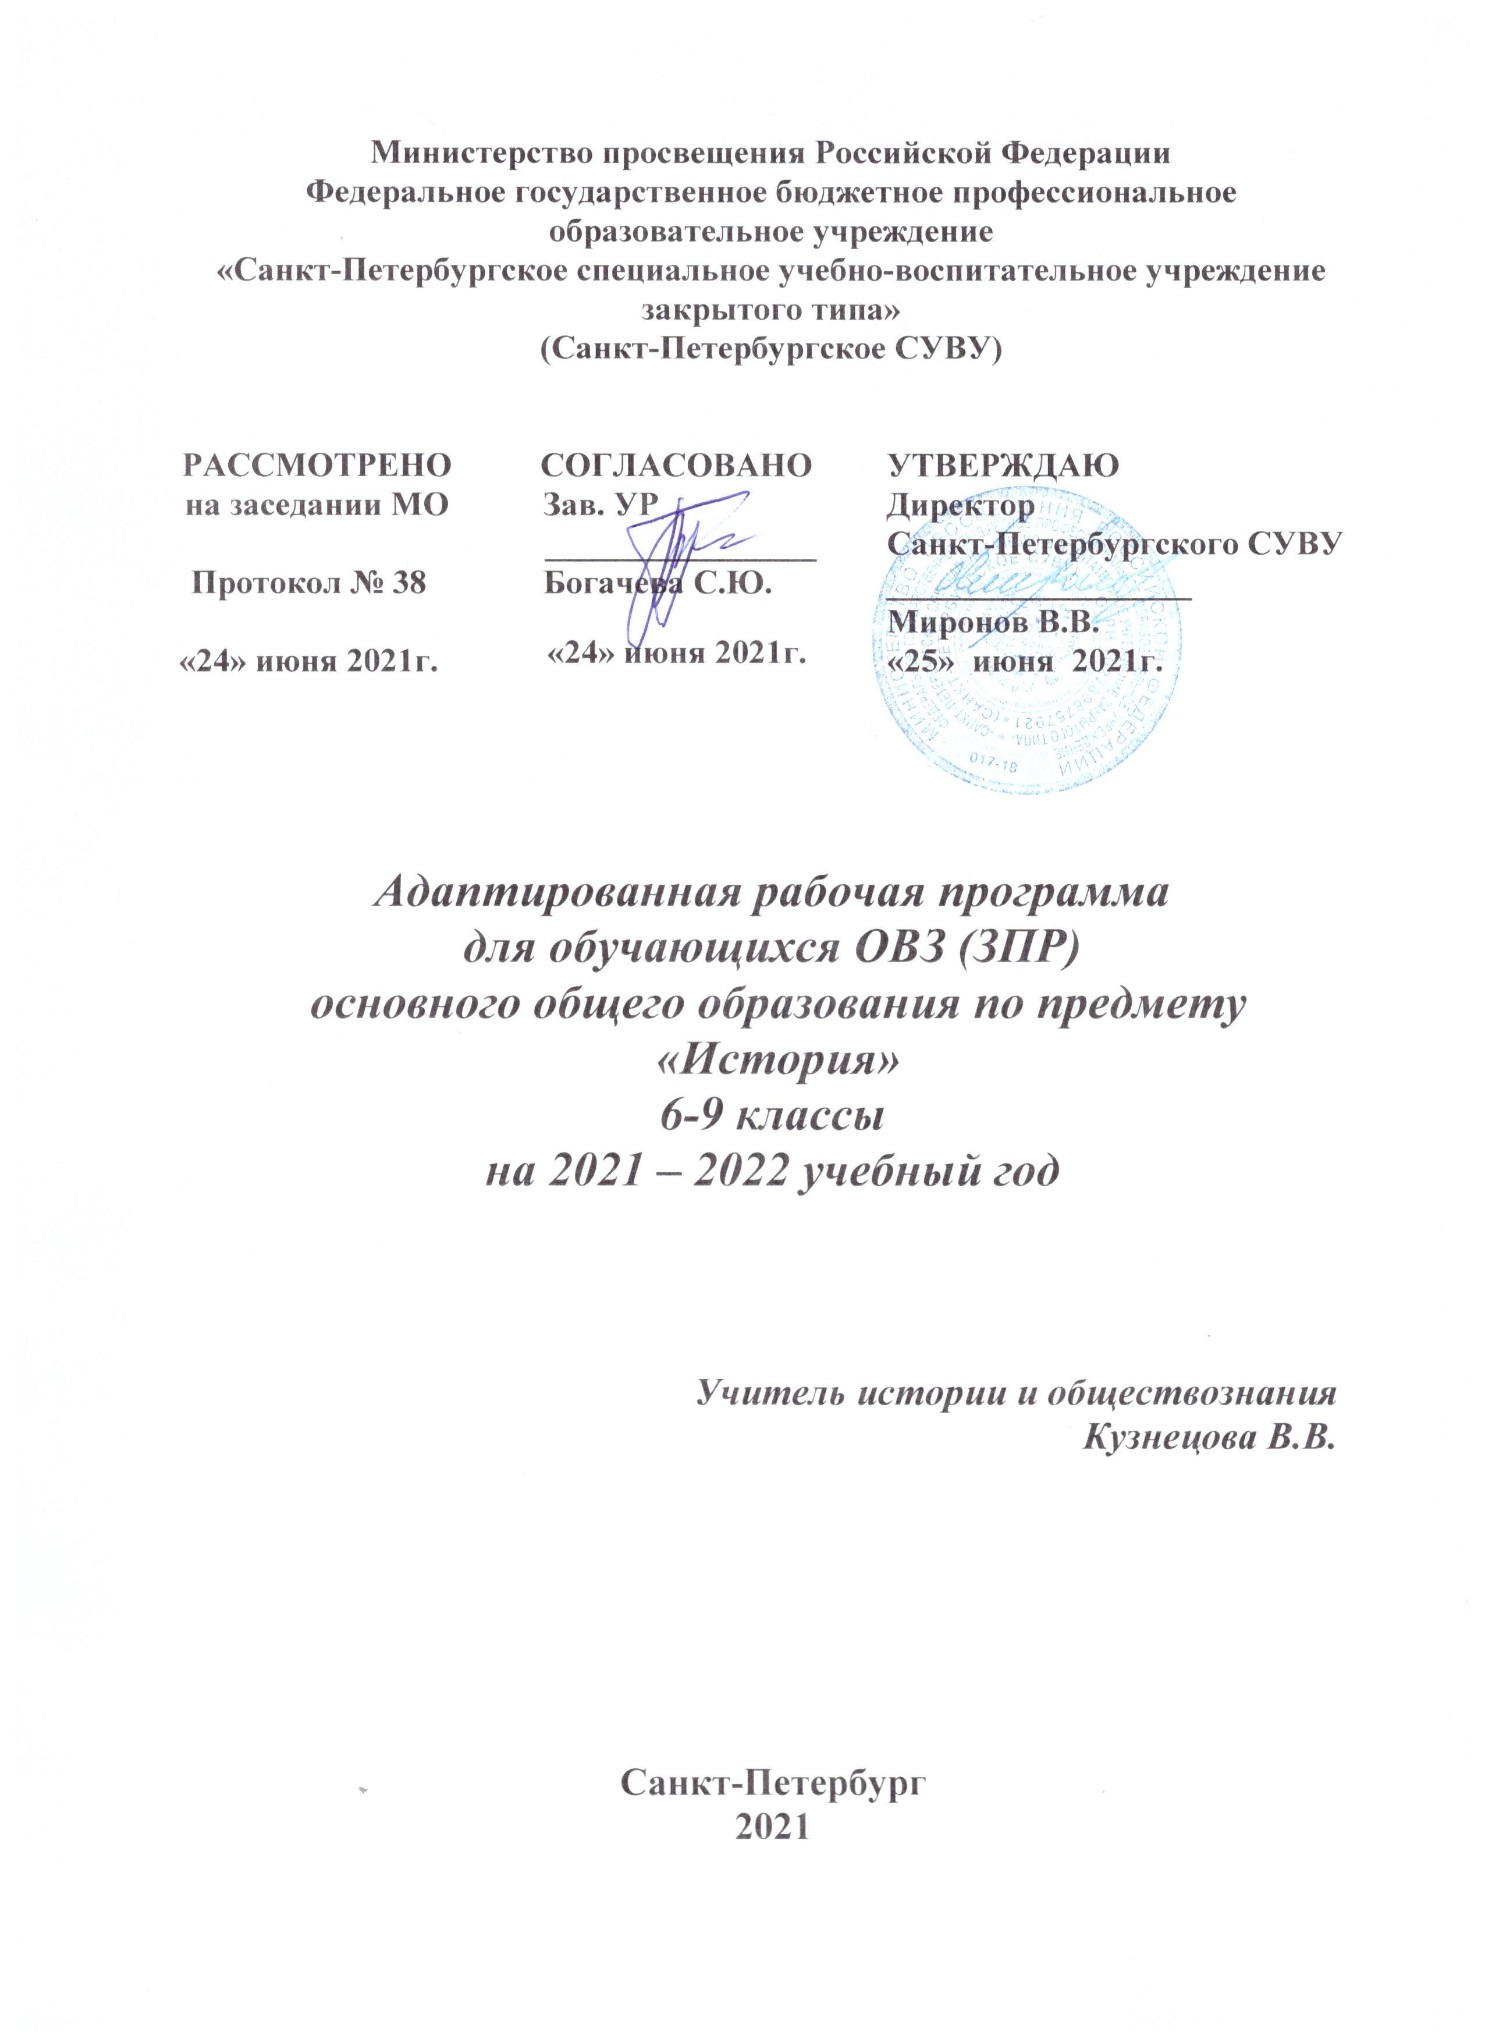 Министерство просвещения Российской Федерации
Федеральное государственное бюджетное профессиональное
образовательное учреждение
«Санкт-Петербургское специальное учебно-воспитательное учреждение
закрытого типа»
(Санкт-Петербургское СУВУ)
РАССМОТРЕНО
на заседании МО
Протокол № 38
«24» июня 2021г.
СОГЛАСОВАНО
Зав. УР
Богачева С.Ю.
«24» июня 2021г.
УТВЕРЖДАЮ
Директор
Санкт-Петербургского СУВУ
Миронов В.В.
«25» июня 2021г.
017-18
Адаптированная рабочая программа
для обучающихся ОВЗ (ЗПР)
основного общего образования по предмету
«История»
6-9 классы
на 2021 – 2022 учебный год
Учитель истории и обществознания
Кузнецова В.В.
Санкт-Петербург
2021